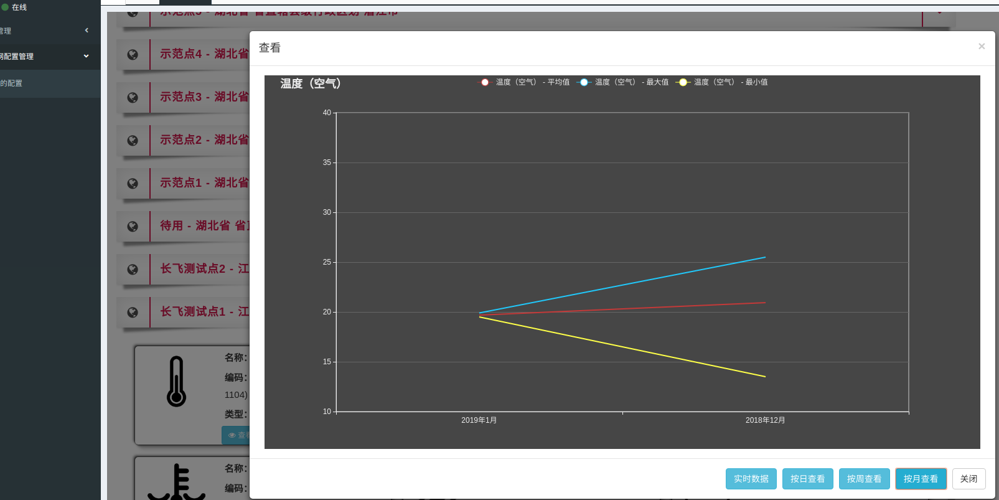 在线
管理
网配置管理
的配置
示范点5 - 湖北省 省直辖县级行政区划 潜江市
示范点4 - 湖北省
示范点3 - 湖北省
示范点2 - 湖北省
示范点1 - 湖北省
待用 - 湖北省 省直
长飞测试点2 - 江
长飞测试点1 - 江
名称:
编码:
1104)
类型:
查看
名称:
编码:
查看
×
温度（空气）
温度（空气） - 平均值
温度（空气） - 最大值
温度（空气） - 最小值
40
35
30
25
20
15
10
2019年1月
2018年12月
实时数据
按日查看
按周查看
按月查看
关闭